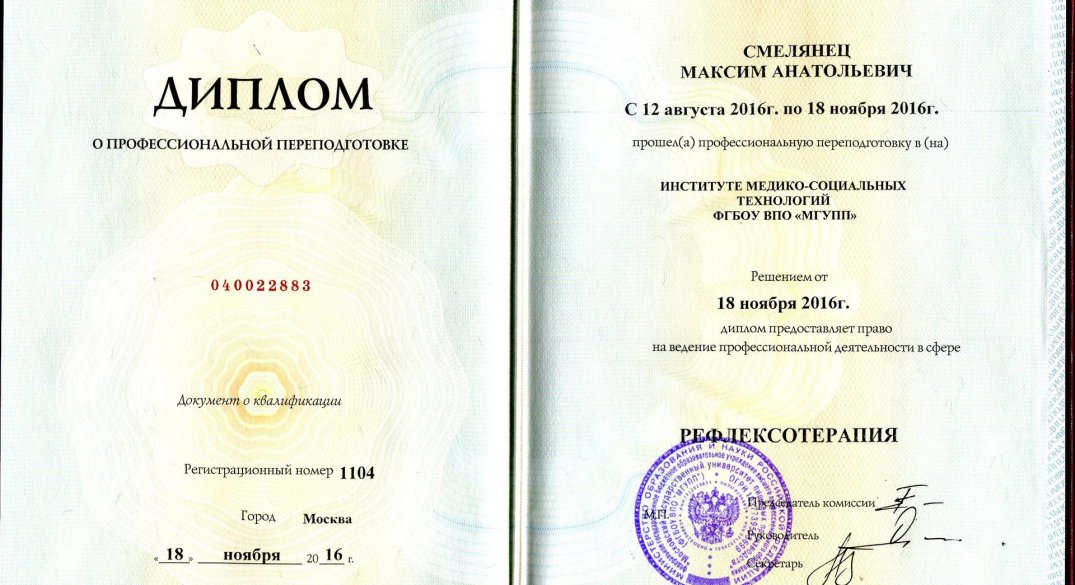 ДИПЛОМ
О ПРОФЕССИОНАЛЬНОЙ ПЕРЕПОДГОТОВКЕ
040022883
Документ о квалификации
Регистрационный номер 1104
Город Москва
« 18 » ноября 20 16 г.
СМЕЛЯНЕЦ
МАКСИМ АНАТОЛЬЕВИЧ
С 12 августа 2016г. по 18 ноября 2016г.
прошел(а) профессиональную переподготовку в (на)
ИНСТИТУТЕ МЕДИКО-СОЦИАЛЬНЫХ
ТЕХНОЛОГИЙ
ФГБОУ ВПО «МГУПП»
Решением от
18 ноября 2016г.
диплом предоставляет право
на ведение профессиональной деятельности в сфере
РЕФЛЕКСОТЕРАПИЯ
Председатель комиссии
М.П.
Руководитель
Секретарь